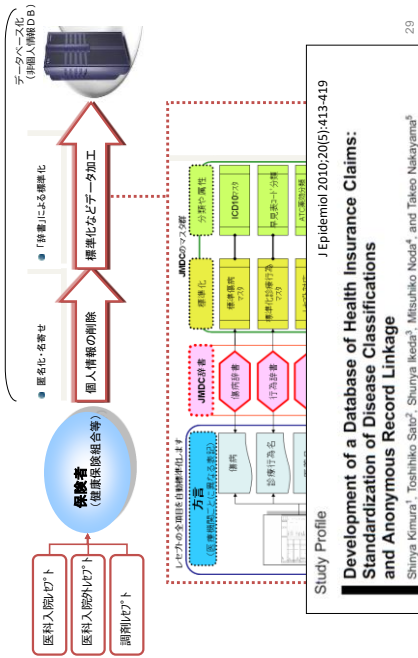 データベース化
(非個人情報DB)
● 匿名化・名寄せ
● 「辞書」による標準化
医科入院レセプト
医科入院外レセプト
調剤レセプト
保険者
(健康保険組合等)
個人情報の削除
標準化などデータ加工
レセプトの全項目を自動標準化します
JMDCのマスタ群
方言
(医療機関ごとに異なる表記)
JMDC辞書
標準化
分類や属性
傷病
傷病辞書
標準傷病
マスタ
ICD10マスタ
診療行為名
行為辞書
標準化診療行為
マスタ
早見表コード分類
ATC薬効分類
Study Profile
J Epidemiol 2010;20(5):413-419
Development of a Database of Health Insurance Claims:
Standardization of Disease Classifications
and Anonymous Record Linkage
Shinya Kimura¹, Toshihiko Sato², Shunya Ikeda³, Mitsuhiko Noda⁴, and Takeo Nakayama⁵
29